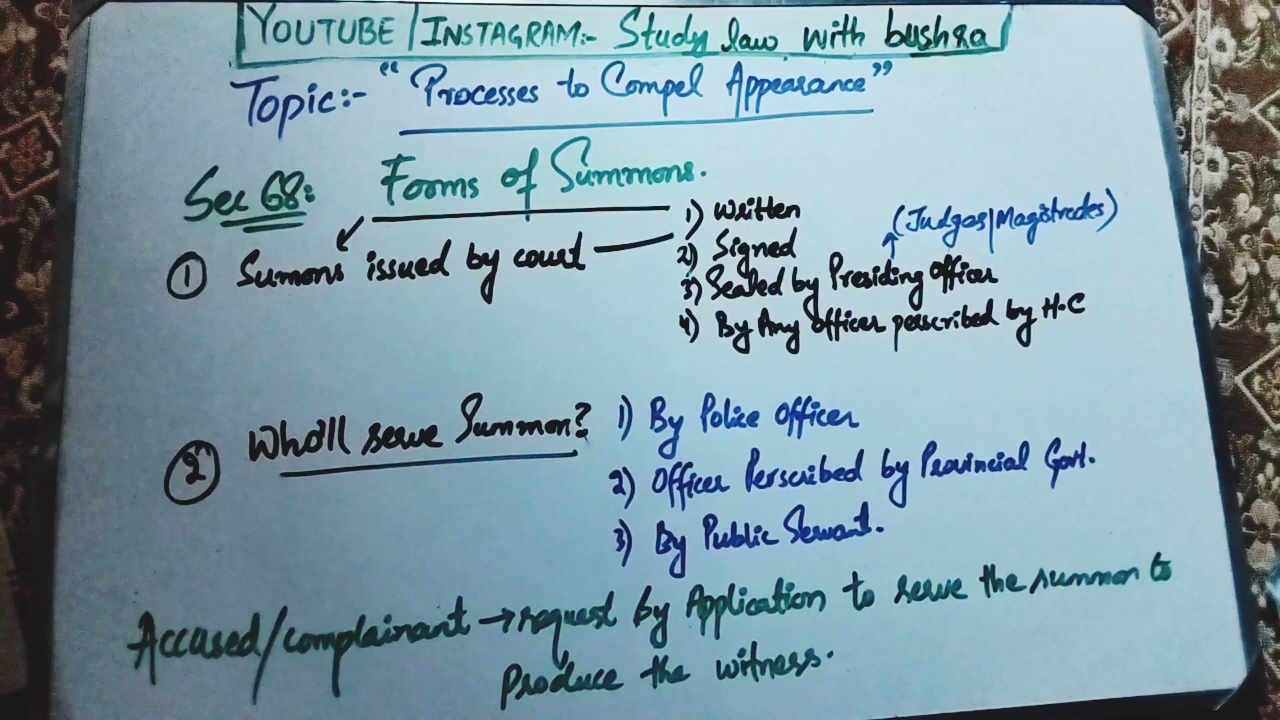 YOUTUBE/INSTAGRAM:- Study law with bushra
Topic:- "Processes to Compel Appearance"
Sec 68: Forms of Summons.
① Sumons issued by court
1) Written
2) Signed
(Judges/Magistrades)
3) Sealed by Presiding Officer
4) By Any officer perscribed by H.C
② Who'll serve Summon?
1) By Police Officer
2) Officer Perscribed by Provincial Govt.
3) By Public Servant.
Accused/complainant → request by Application to serve the summon to
Produce the witness.